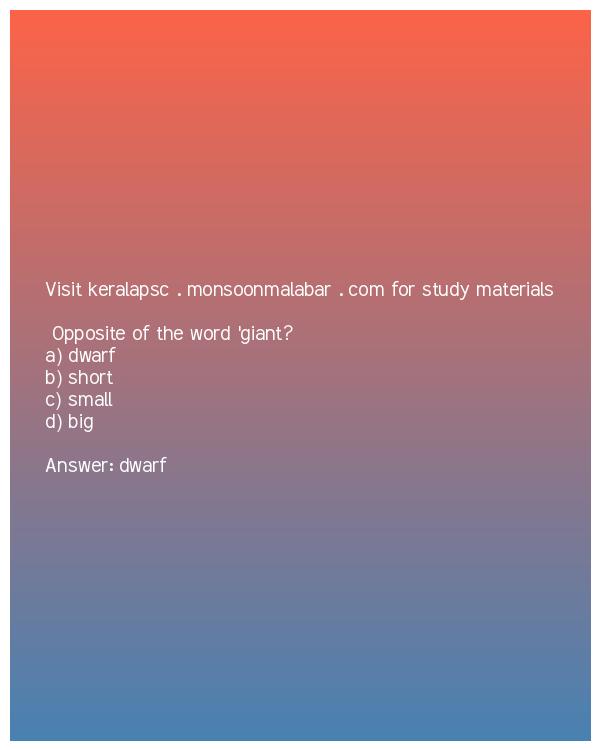 Visit keralapsc . monsoonmalabar . com for study materials
Opposite of the word 'giant?
a) dwarf
b) short
c) small
d) big
Answer: dwarf